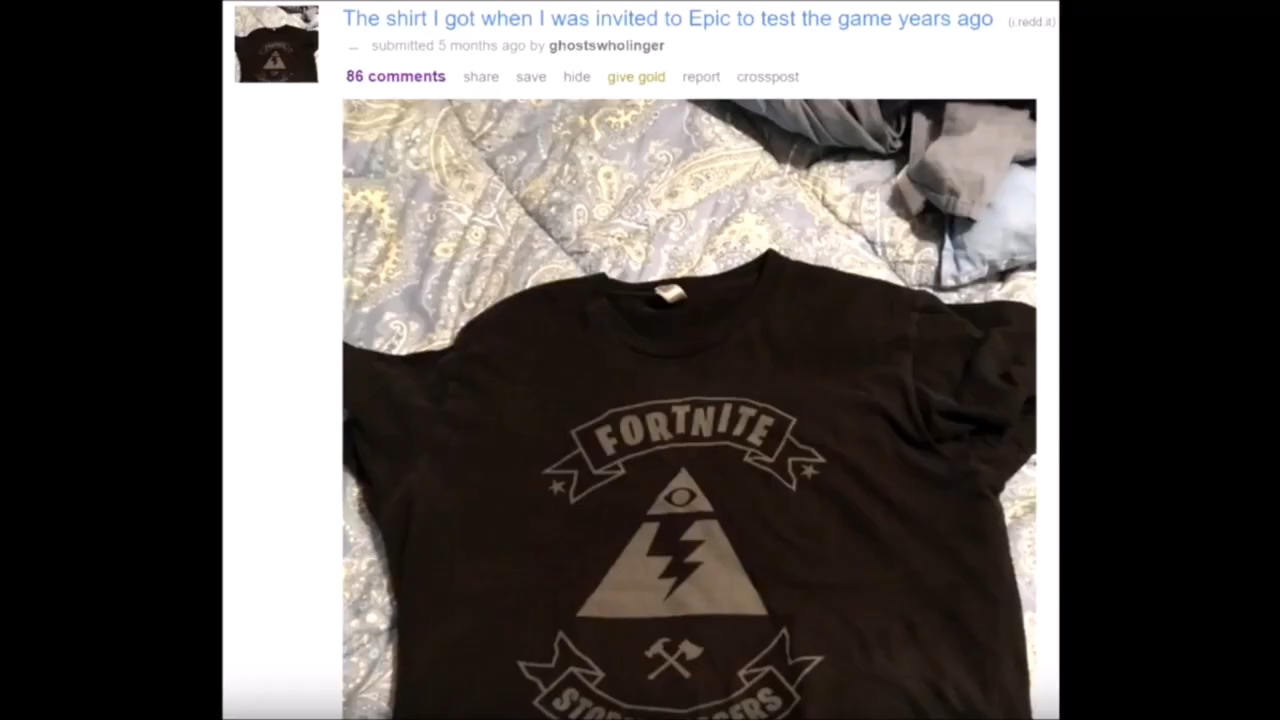 The shirt I got when I was invited to Epic to test the game years ago (i.redd.it)
submitted 5 months ago by ghostswholinger
86 comments share save hide give gold report crosspost
FORTNITE